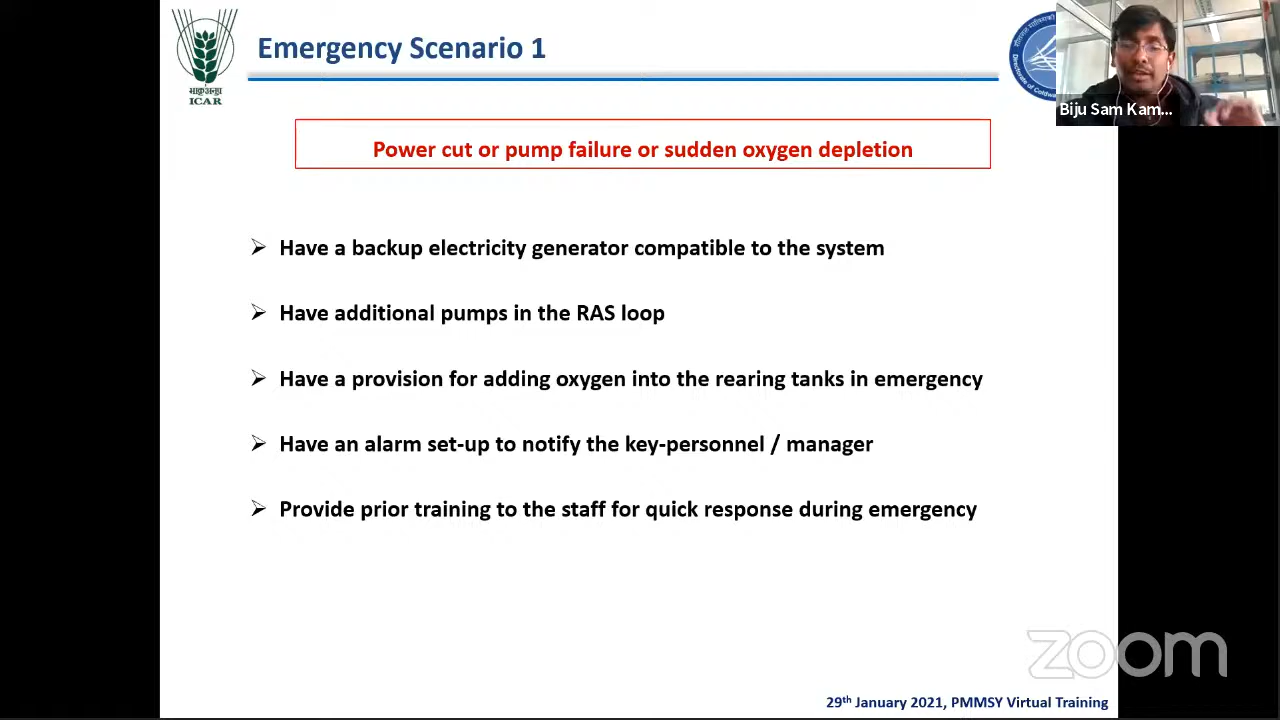 Emergency Scenario 1
ICAR
Biju Sam Kam...
Power cut or pump failure or sudden oxygen depletion
Have a backup electricity generator compatible to the system
Have additional pumps in the RAS loop
Have a provision for adding oxygen into the rearing tanks in emergency
Have an alarm set-up to notify the key-personnel / manager
Provide prior training to the staff for quick response during emergency
zoom
29th January 2021, PMMSY Virtual Training